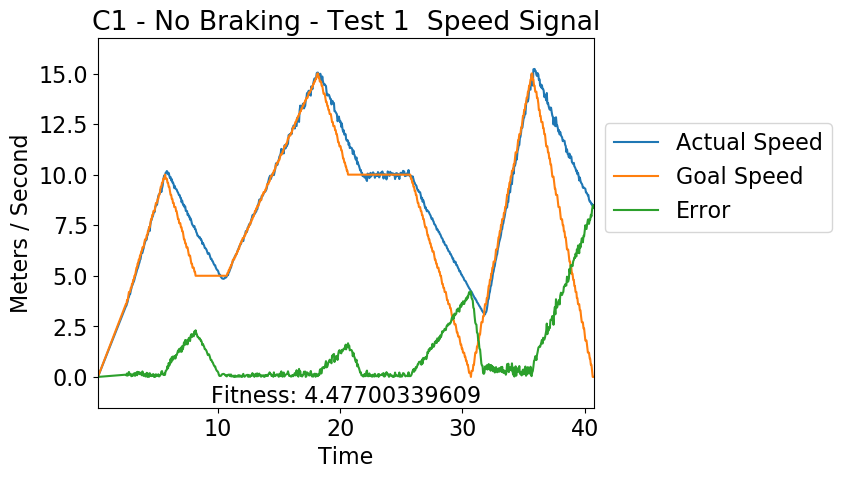 C1 - No Braking - Test 1  Speed Signal
Meters / Second
15.0
12.5
10.0
7.5
5.0
2.5
0.0
Actual Speed
Goal Speed
Error
Fitness: 4.47700339609
10 20 30 40
Time